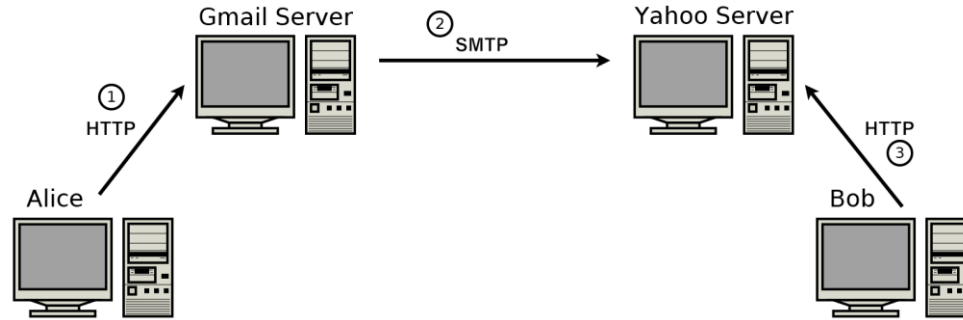 Gmail Server
Yahoo Server
2
SMTP
1
HTTP
HTTP
3
Alice
Bob